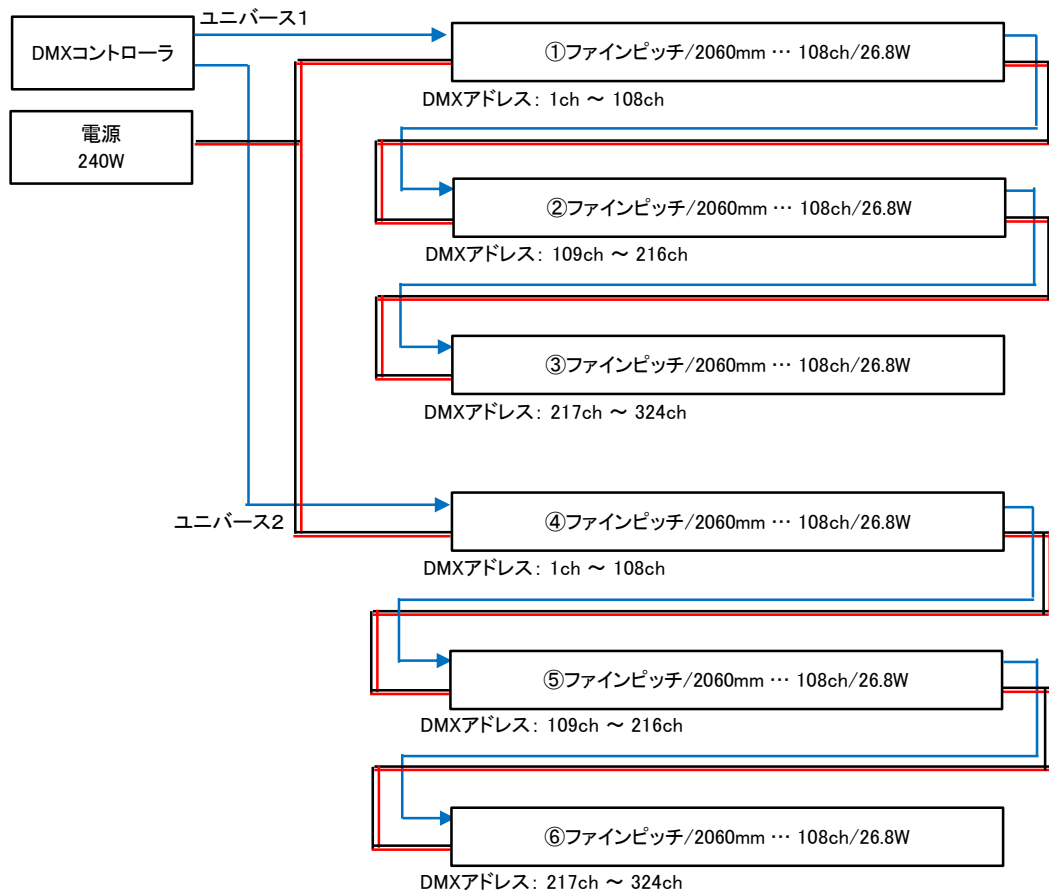 ユニバース1
DMXコントローラ
①ファインピッチ/2060mm … 108ch/26.8W
DMXアドレス: 1ch ～ 108ch
電源
240W
②ファインピッチ/2060mm … 108ch/26.8W
DMXアドレス: 109ch ～ 216ch
③ファインピッチ/2060mm … 108ch/26.8W
DMXアドレス: 217ch ～ 324ch
ユニバース2
④ファインピッチ/2060mm … 108ch/26.8W
DMXアドレス: 1ch ～ 108ch
⑤ファインピッチ/2060mm … 108ch/26.8W
DMXアドレス: 109ch ～ 216ch
⑥ファインピッチ/2060mm … 108ch/26.8W
DMXアドレス: 217ch ～ 324ch